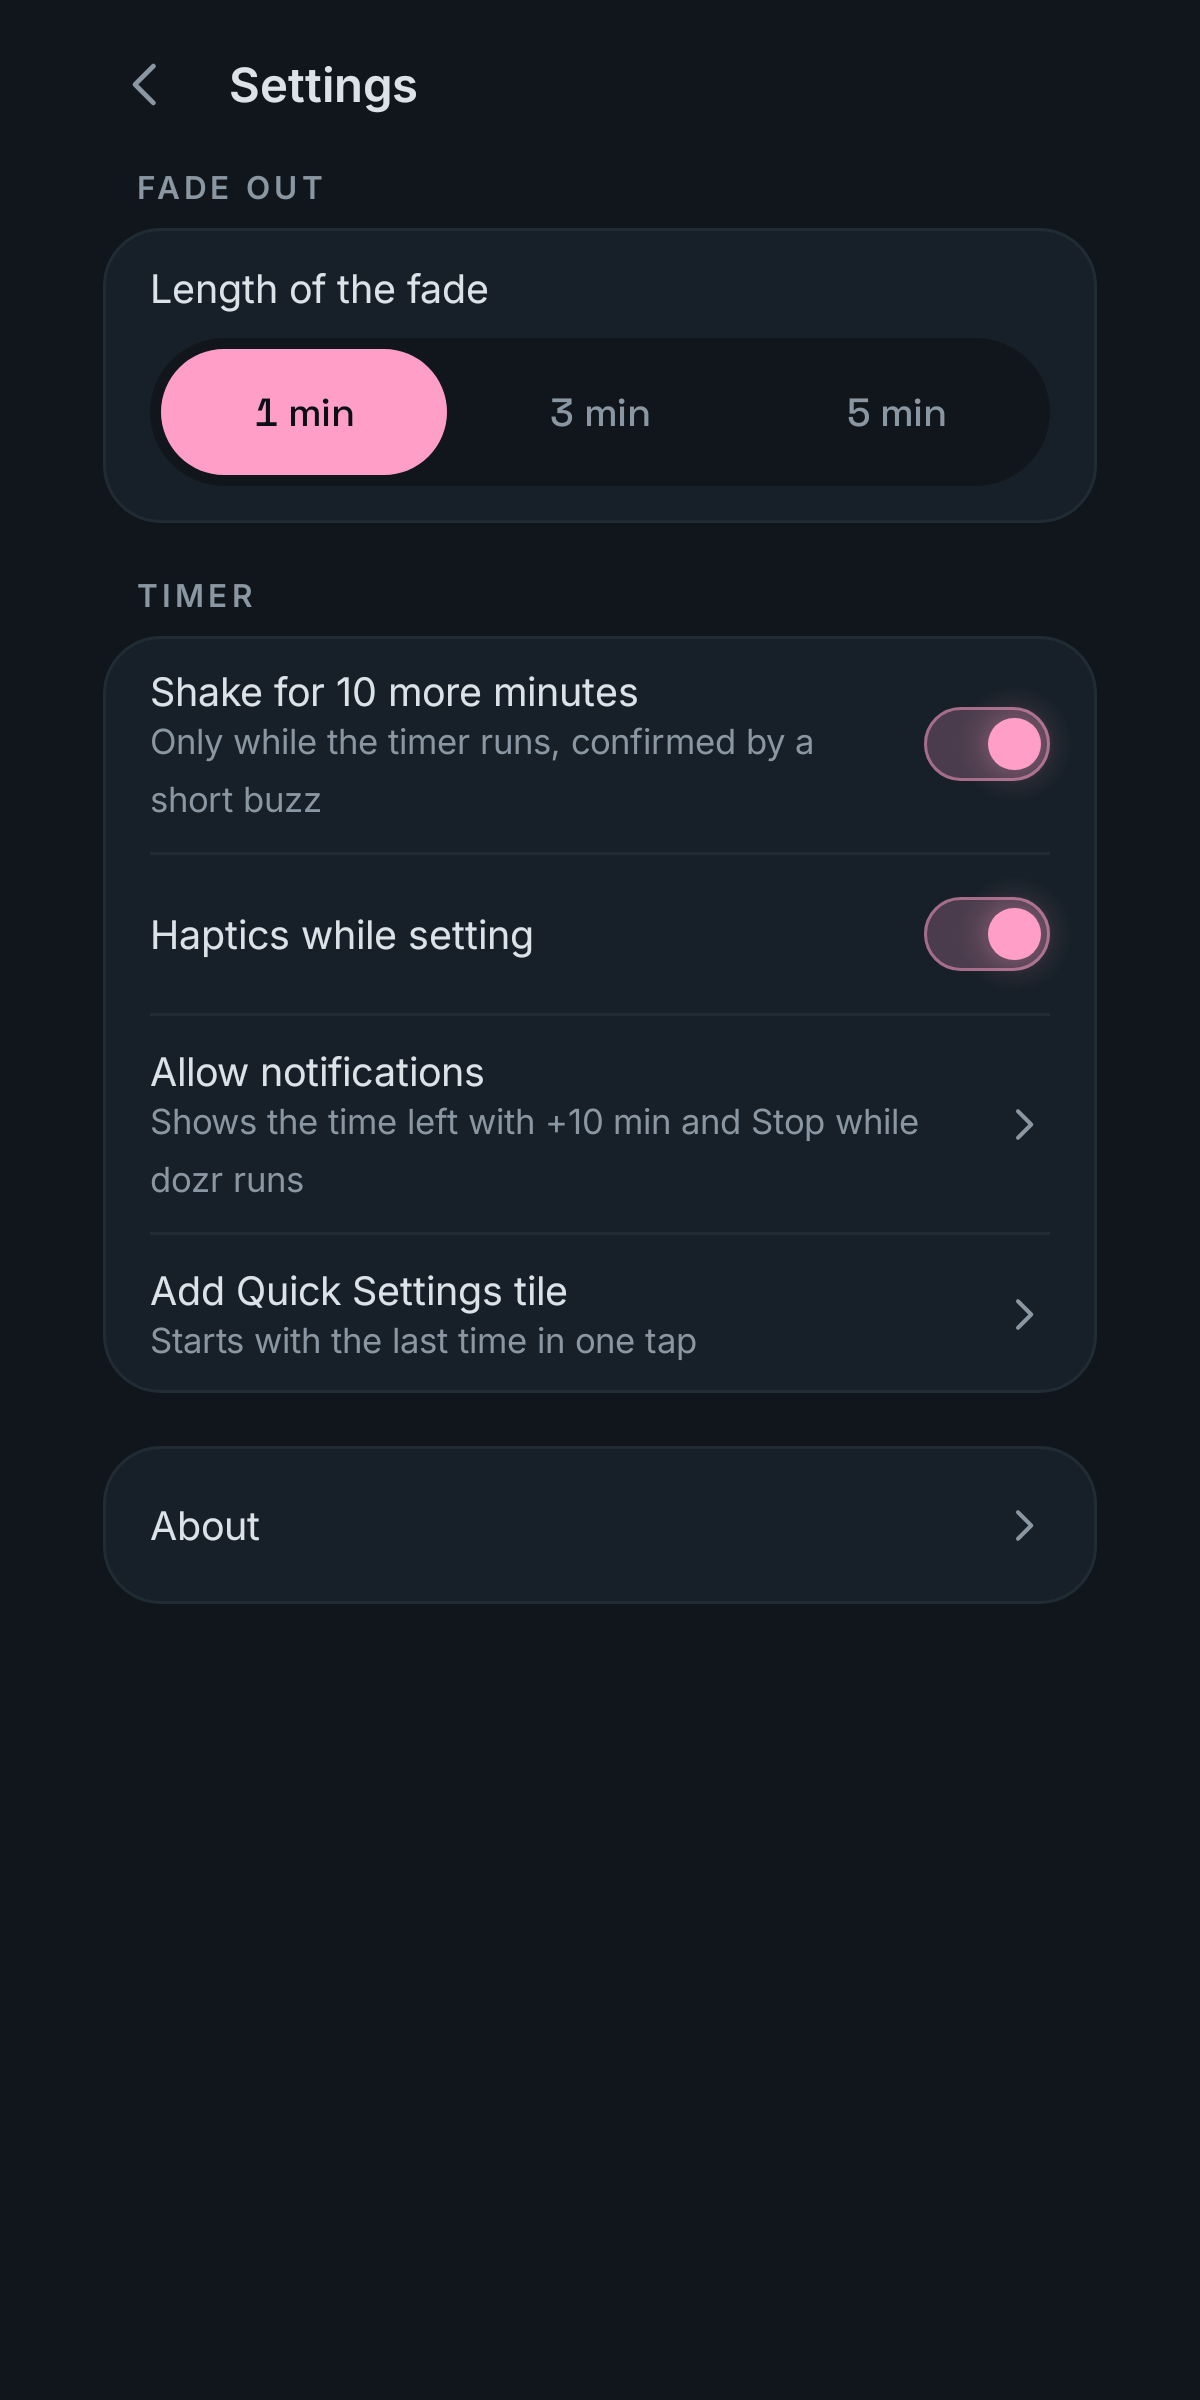 Settings
FADE OUT
Length of the fade
1 min
3 min
5 min
TIMER
Shake for 10 more minutes
Only while the timer runs, confirmed by a
short buzz
Haptics while setting
Allow notifications
Shows the time left with +10 min and Stop while
dozr runs
Add Quick Settings tile
Starts with the last time in one tap
About